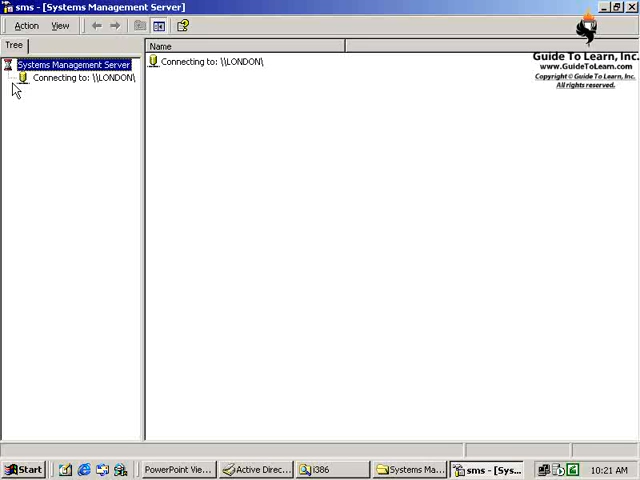 sms - [Systems Management Server]
Action View
Tree
Name
Systems Management Server
Connecting to: \\LONDON\
Connecting to: \\LONDON\
Guide To Learn, Inc.
www.GuideToLearn.com
Copyright © Guide To Learn, Inc.
All rights reserved.
Start
PowerPoint Vie...
Active Direc...
i386
Systems Ma...
sms - [Sys...
10:21 AM